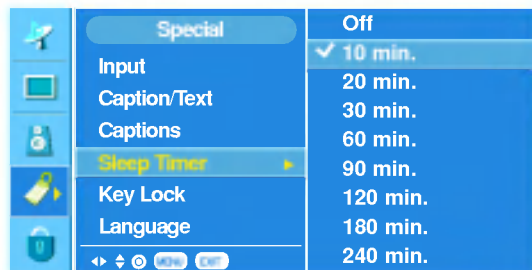 Special
Input
Caption/Text
Captions
Sleep Timer
Key Lock
Language
MENU EXIT
Off
10 min.
20 min.
30 min.
60 min.
90 min.
120 min.
180 min.
240 min.